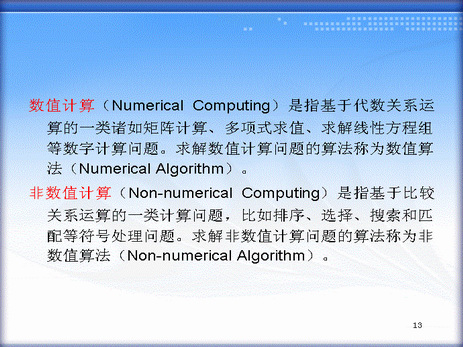 数值计算（Numerical Computing）是指基于代数关系运
算的一类诸如矩阵计算、多项式求值、求解线性方程组
等数字计算问题。求解数值计算问题的算法称为数值算
法（Numerical Algorithm）。
非数值计算（Non-numerical Computing）是指基于比较
关系运算的一类计算问题，比如排序、选择、搜索和匹
配等符号处理问题。求解非数值计算问题的算法称为非
数值算法（Non-numerical Algorithm）。
13